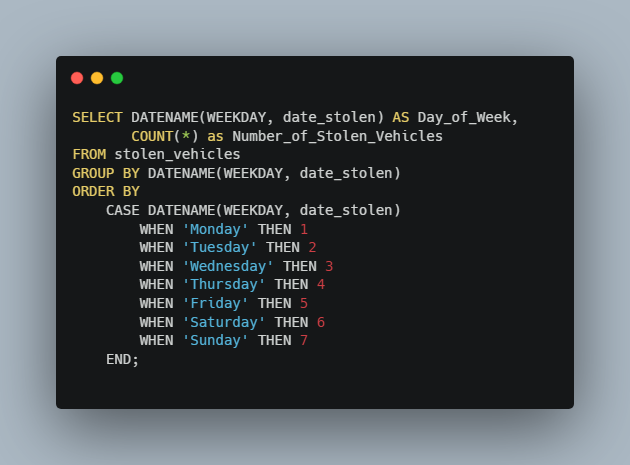 SELECT DATENAME(WEEKDAY, date_stolen) AS Day_of_Week,
       COUNT(*) as Number_of_Stolen_Vehicles
FROM stolen_vehicles
GROUP BY DATENAME(WEEKDAY, date_stolen)
ORDER BY
    CASE DATENAME(WEEKDAY, date_stolen)
        WHEN 'Monday' THEN 1
        WHEN 'Tuesday' THEN 2
        WHEN 'Wednesday' THEN 3
        WHEN 'Thursday' THEN 4
        WHEN 'Friday' THEN 5
        WHEN 'Saturday' THEN 6
        WHEN 'Sunday' THEN 7
    END;